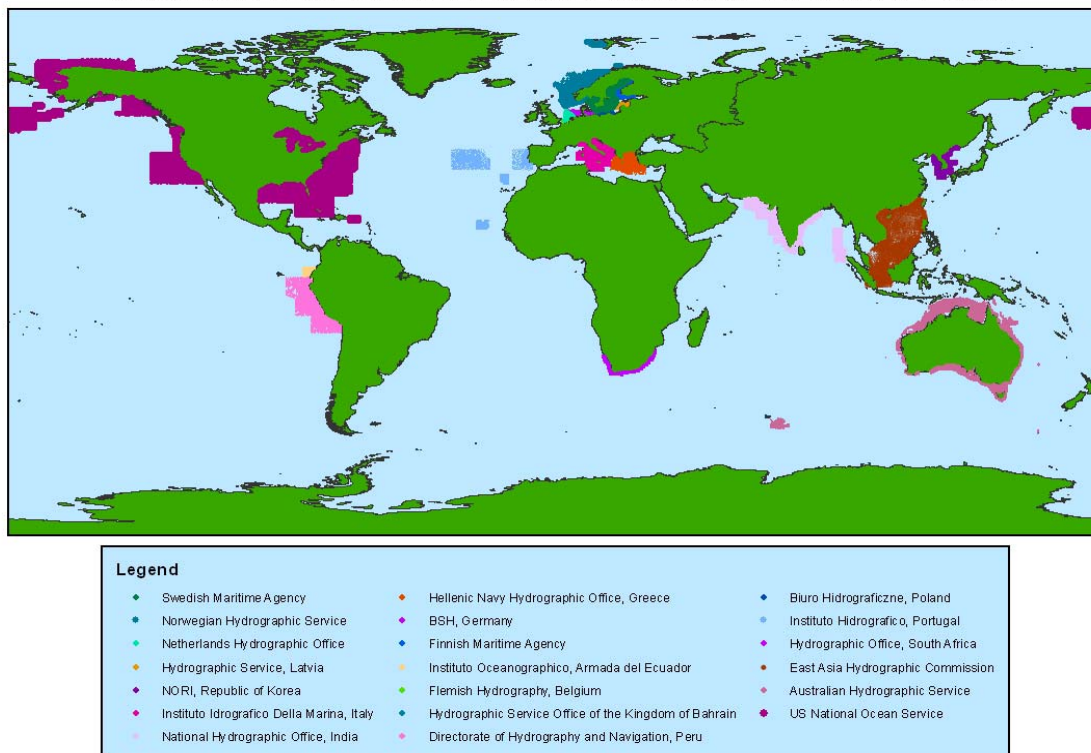 Legend
Swedish Maritime Agency
Norwegian Hydrographic Service
Netherlands Hydrographic Office
Hydrographic Service, Latvia
NORI, Republic of Korea
Instituto Idrografico Della Marina, Italy
National Hydrographic Office, India
Hellenic Navy Hydrographic Office, Greece
BSH, Germany
Finnish Maritime Agency
Instituto Oceanographico, Armada del Ecuador
Flemish Hydrography, Belgium
Hydrographic Service Office of the Kingdom of Bahrain
Directorate of Hydrography and Navigation, Peru
Biuro Hidrograficzne, Poland
Instituto Hidrografico, Portugal
Hydrographic Office, South Africa
East Asia Hydrographic Commission
Australian Hydrographic Service
US National Ocean Service